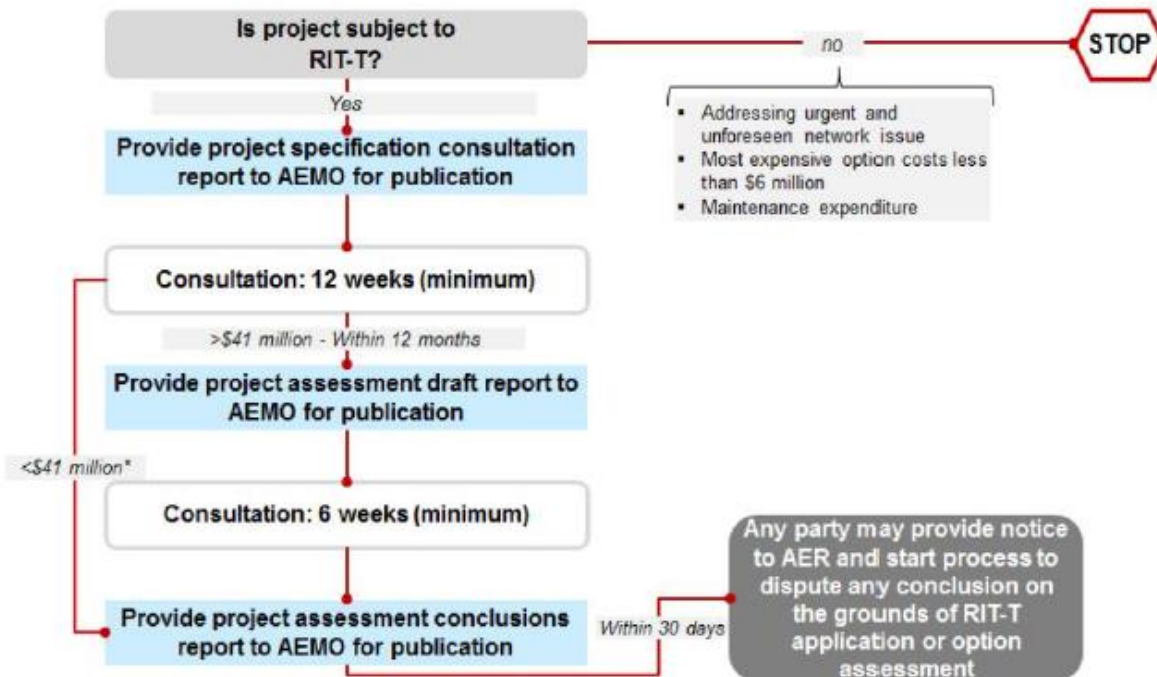 Is project subject to
RIT-T?
no
STOP
Yes
▪ Addressing urgent and
unforeseen network issue
▪ Most expensive option costs less
than $6 million
▪ Maintenance expenditure
Provide project specification consultation
report to AEMO for publication
Consultation: 12 weeks (minimum)
>$41 million - Within 12 months
Provide project assessment draft report to
AEMO for publication
<$41 million*
Consultation: 6 weeks (minimum)
Provide project assessment conclusions
report to AEMO for publication
Within 30 days
Any party may provide notice
to AER and start process to
dispute any conclusion on
the grounds of RIT-T
application or option
assessment